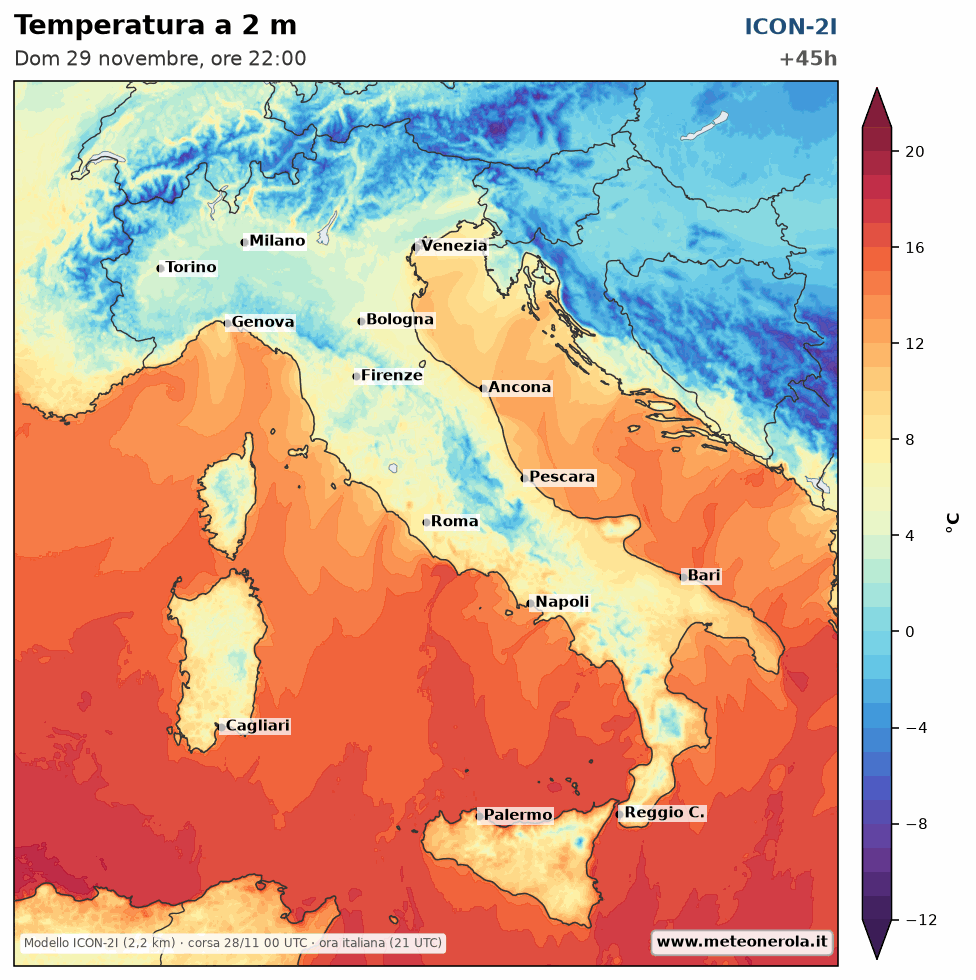 Temperatura a 2 m
ICON-2I
Dom 29 novembre, ore 22:00
+45h
20
16
12
8
4
0
−4
−8
−12
°C
Milano
Venezia
Torino
Genova
Bologna
Firenze
Ancona
Pescara
Roma
Bari
Napoli
Cagliari
Palermo
Reggio C.
Modello ICON-2I (2,2 km) · corsa 28/11 00 UTC · ora italiana (21 UTC)
www.meteonerola.it